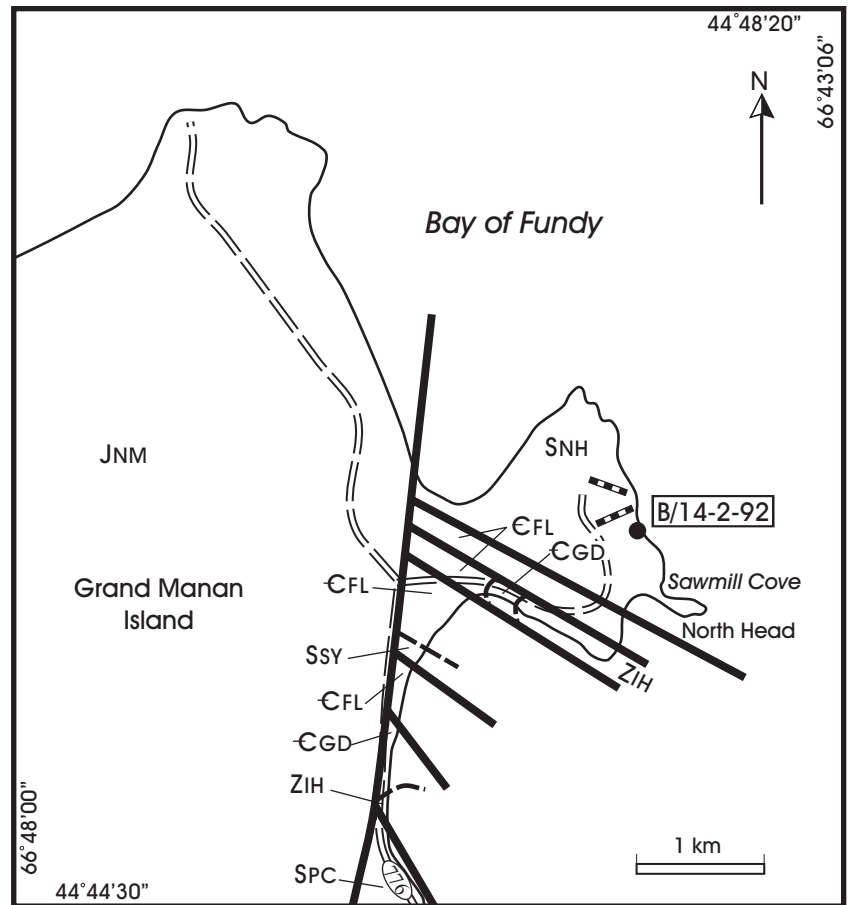 44°48'20"
66°43'06"
N
Bay of Fundy
SNH
JNM
B/14-2-92
ЄFL
ЄGD
Sawmill Cove
ЄFL
Grand Manan
Island
North Head
SSY
ZIH
ЄFL
ЄGD
ZIH
1 km
66°48'00"
SPC
776
44°44'30"